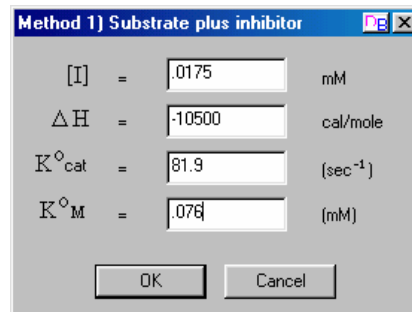 Method 1) Substrate plus inhibitor DB
[I] = .0175 mM
ΔH = -10500 cal/mole
K°cat = 81.9 (sec⁻¹)
K°M = .076 (mM)
OK Cancel